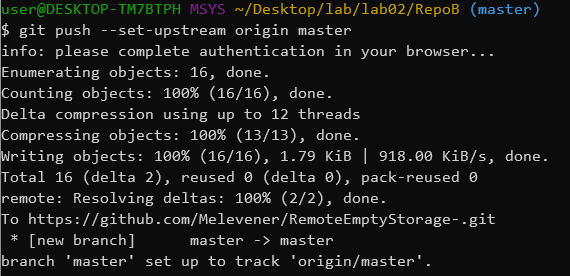 user@DESKTOP-TM7BTPH MSYS ~/Desktop/lab/lab02/RepoB (master)
$ git push --set-upstream origin master
info: please complete authentication in your browser...
Enumerating objects: 16, done.
Counting objects: 100% (16/16), done.
Delta compression using up to 12 threads
Compressing objects: 100% (13/13), done.
Writing objects: 100% (16/16), 1.79 KiB | 918.00 KiB/s, done.
Total 16 (delta 2), reused 0 (delta 0), pack-reused 0
remote: Resolving deltas: 100% (2/2), done.
To https://github.com/Melevener/RemoteEmptyStorage-.git
 * [new branch]      master -> master
branch 'master' set up to track 'origin/master'.